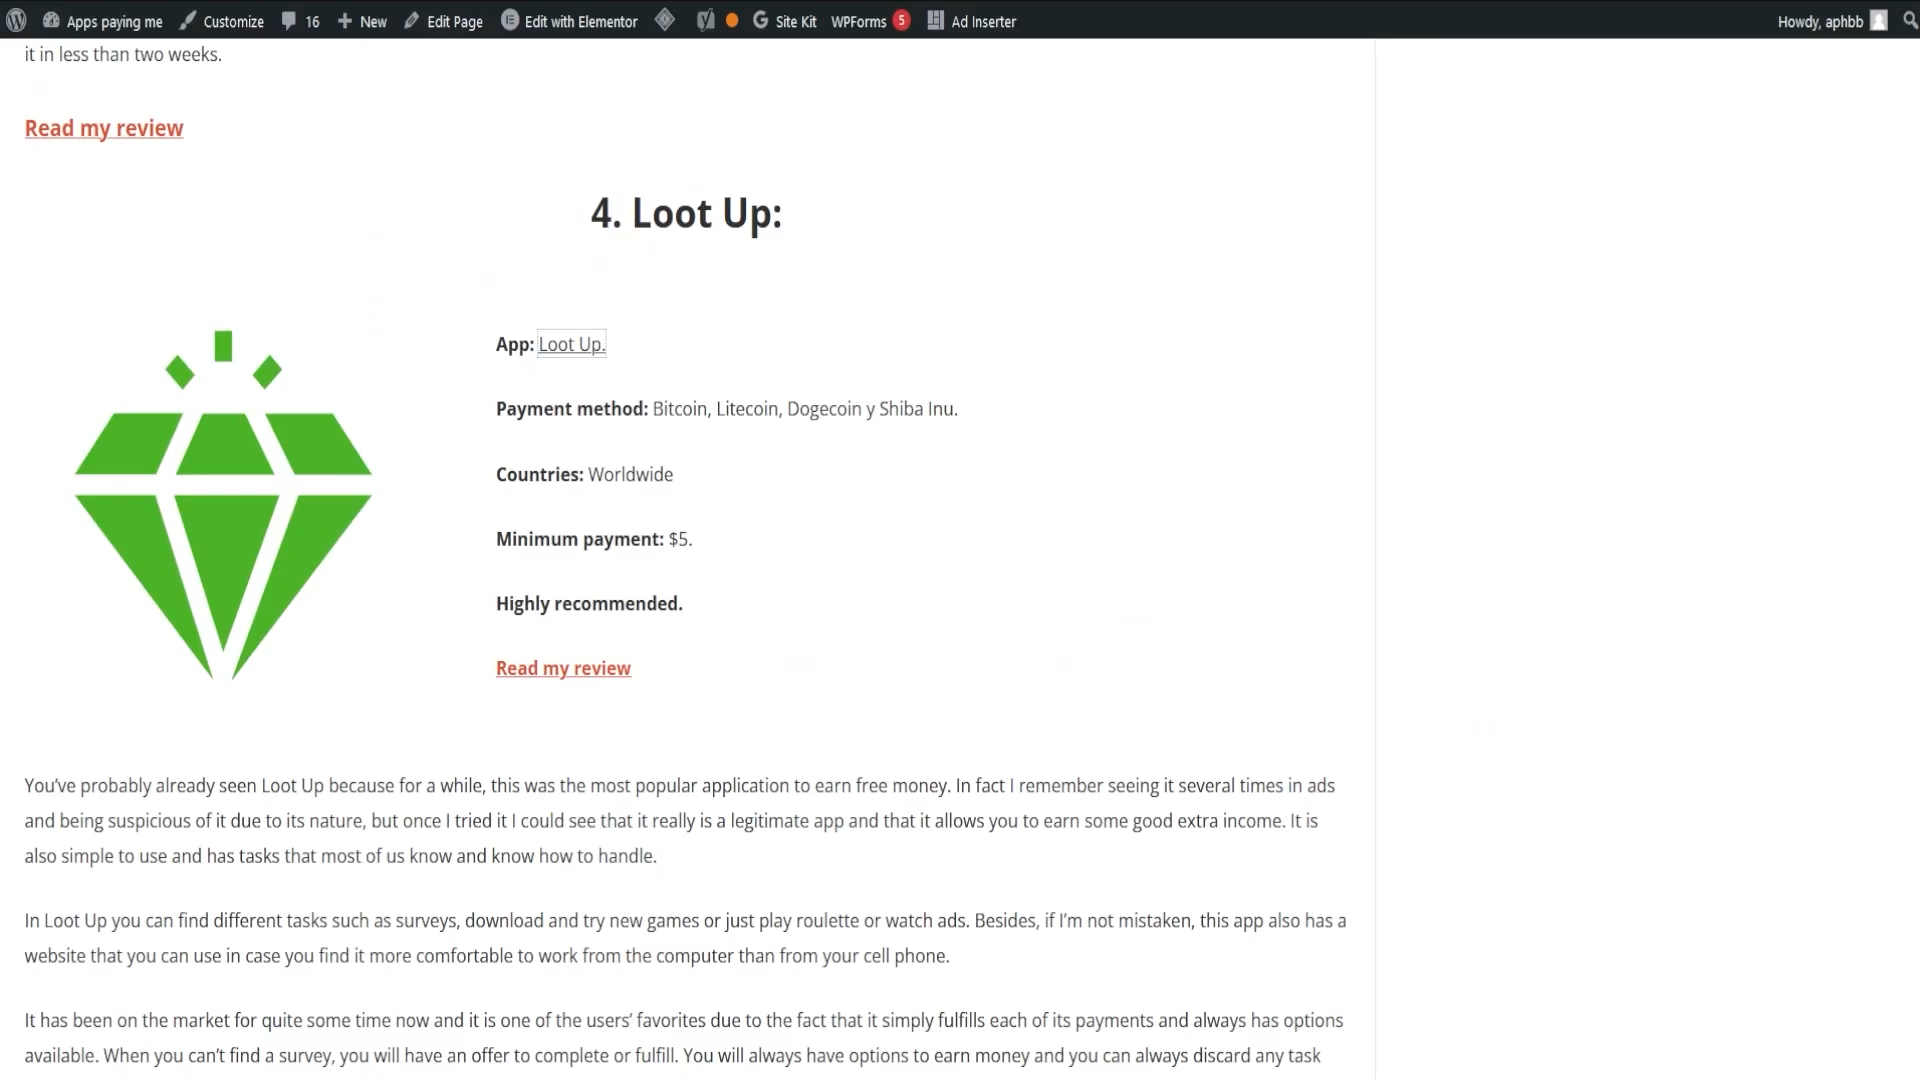 Apps paying me Customize 16 New Edit Page Edit with Elementor Site Kit WPForms 5 Ad Inserter Howdy, aphbb
it in less than two weeks.
Read my review
4. Loot Up:
App: Loot Up.
Payment method: Bitcoin, Litecoin, Dogecoin y Shiba Inu.
Countries: Worldwide
Minimum payment: $5.
Highly recommended.
Read my review
You’ve probably already seen Loot Up because for a while, this was the most popular application to earn free money. In fact I remember seeing it several times in ads
and being suspicious of it due to its nature, but once I tried it I could see that it really is a legitimate app and that it allows you to earn some good extra income. It is
also simple to use and has tasks that most of us know and know how to handle.
In Loot Up you can find different tasks such as surveys, download and try new games or just play roulette or watch ads. Besides, if I’m not mistaken, this app also has a
website that you can use in case you find it more comfortable to work from the computer than from your cell phone.
It has been on the market for quite some time now and it is one of the users’ favorites due to the fact that it simply fulfills each of its payments and always has options
available. When you can’t find a survey, you will have an offer to complete or fulfill. You will always have options to earn money and you can always discard any task